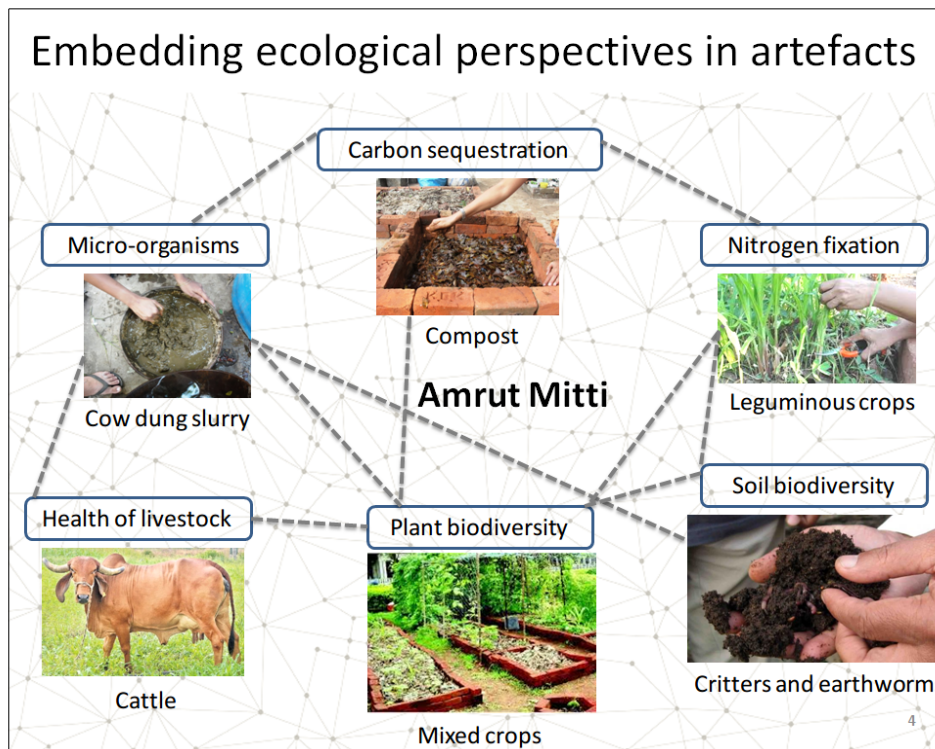 Embedding ecological perspectives in artefacts
Carbon sequestration
Micro-organisms
Nitrogen fixation
Compost
Amrut Mitti
Cow dung slurry
Leguminous crops
Soil biodiversity
Health of livestock
Plant biodiversity
Cattle
Critters and earthworm
Mixed crops
4